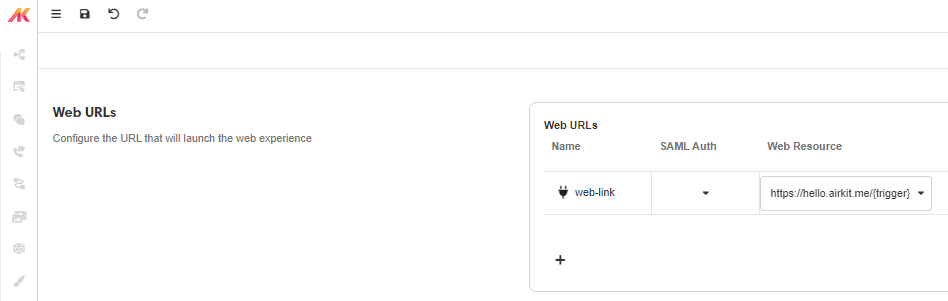 Web URLs
Configure the URL that will launch the web experience
Web URLs
Name SAML Auth Web Resource
web-link https://hello.airkit.me/{trigger}